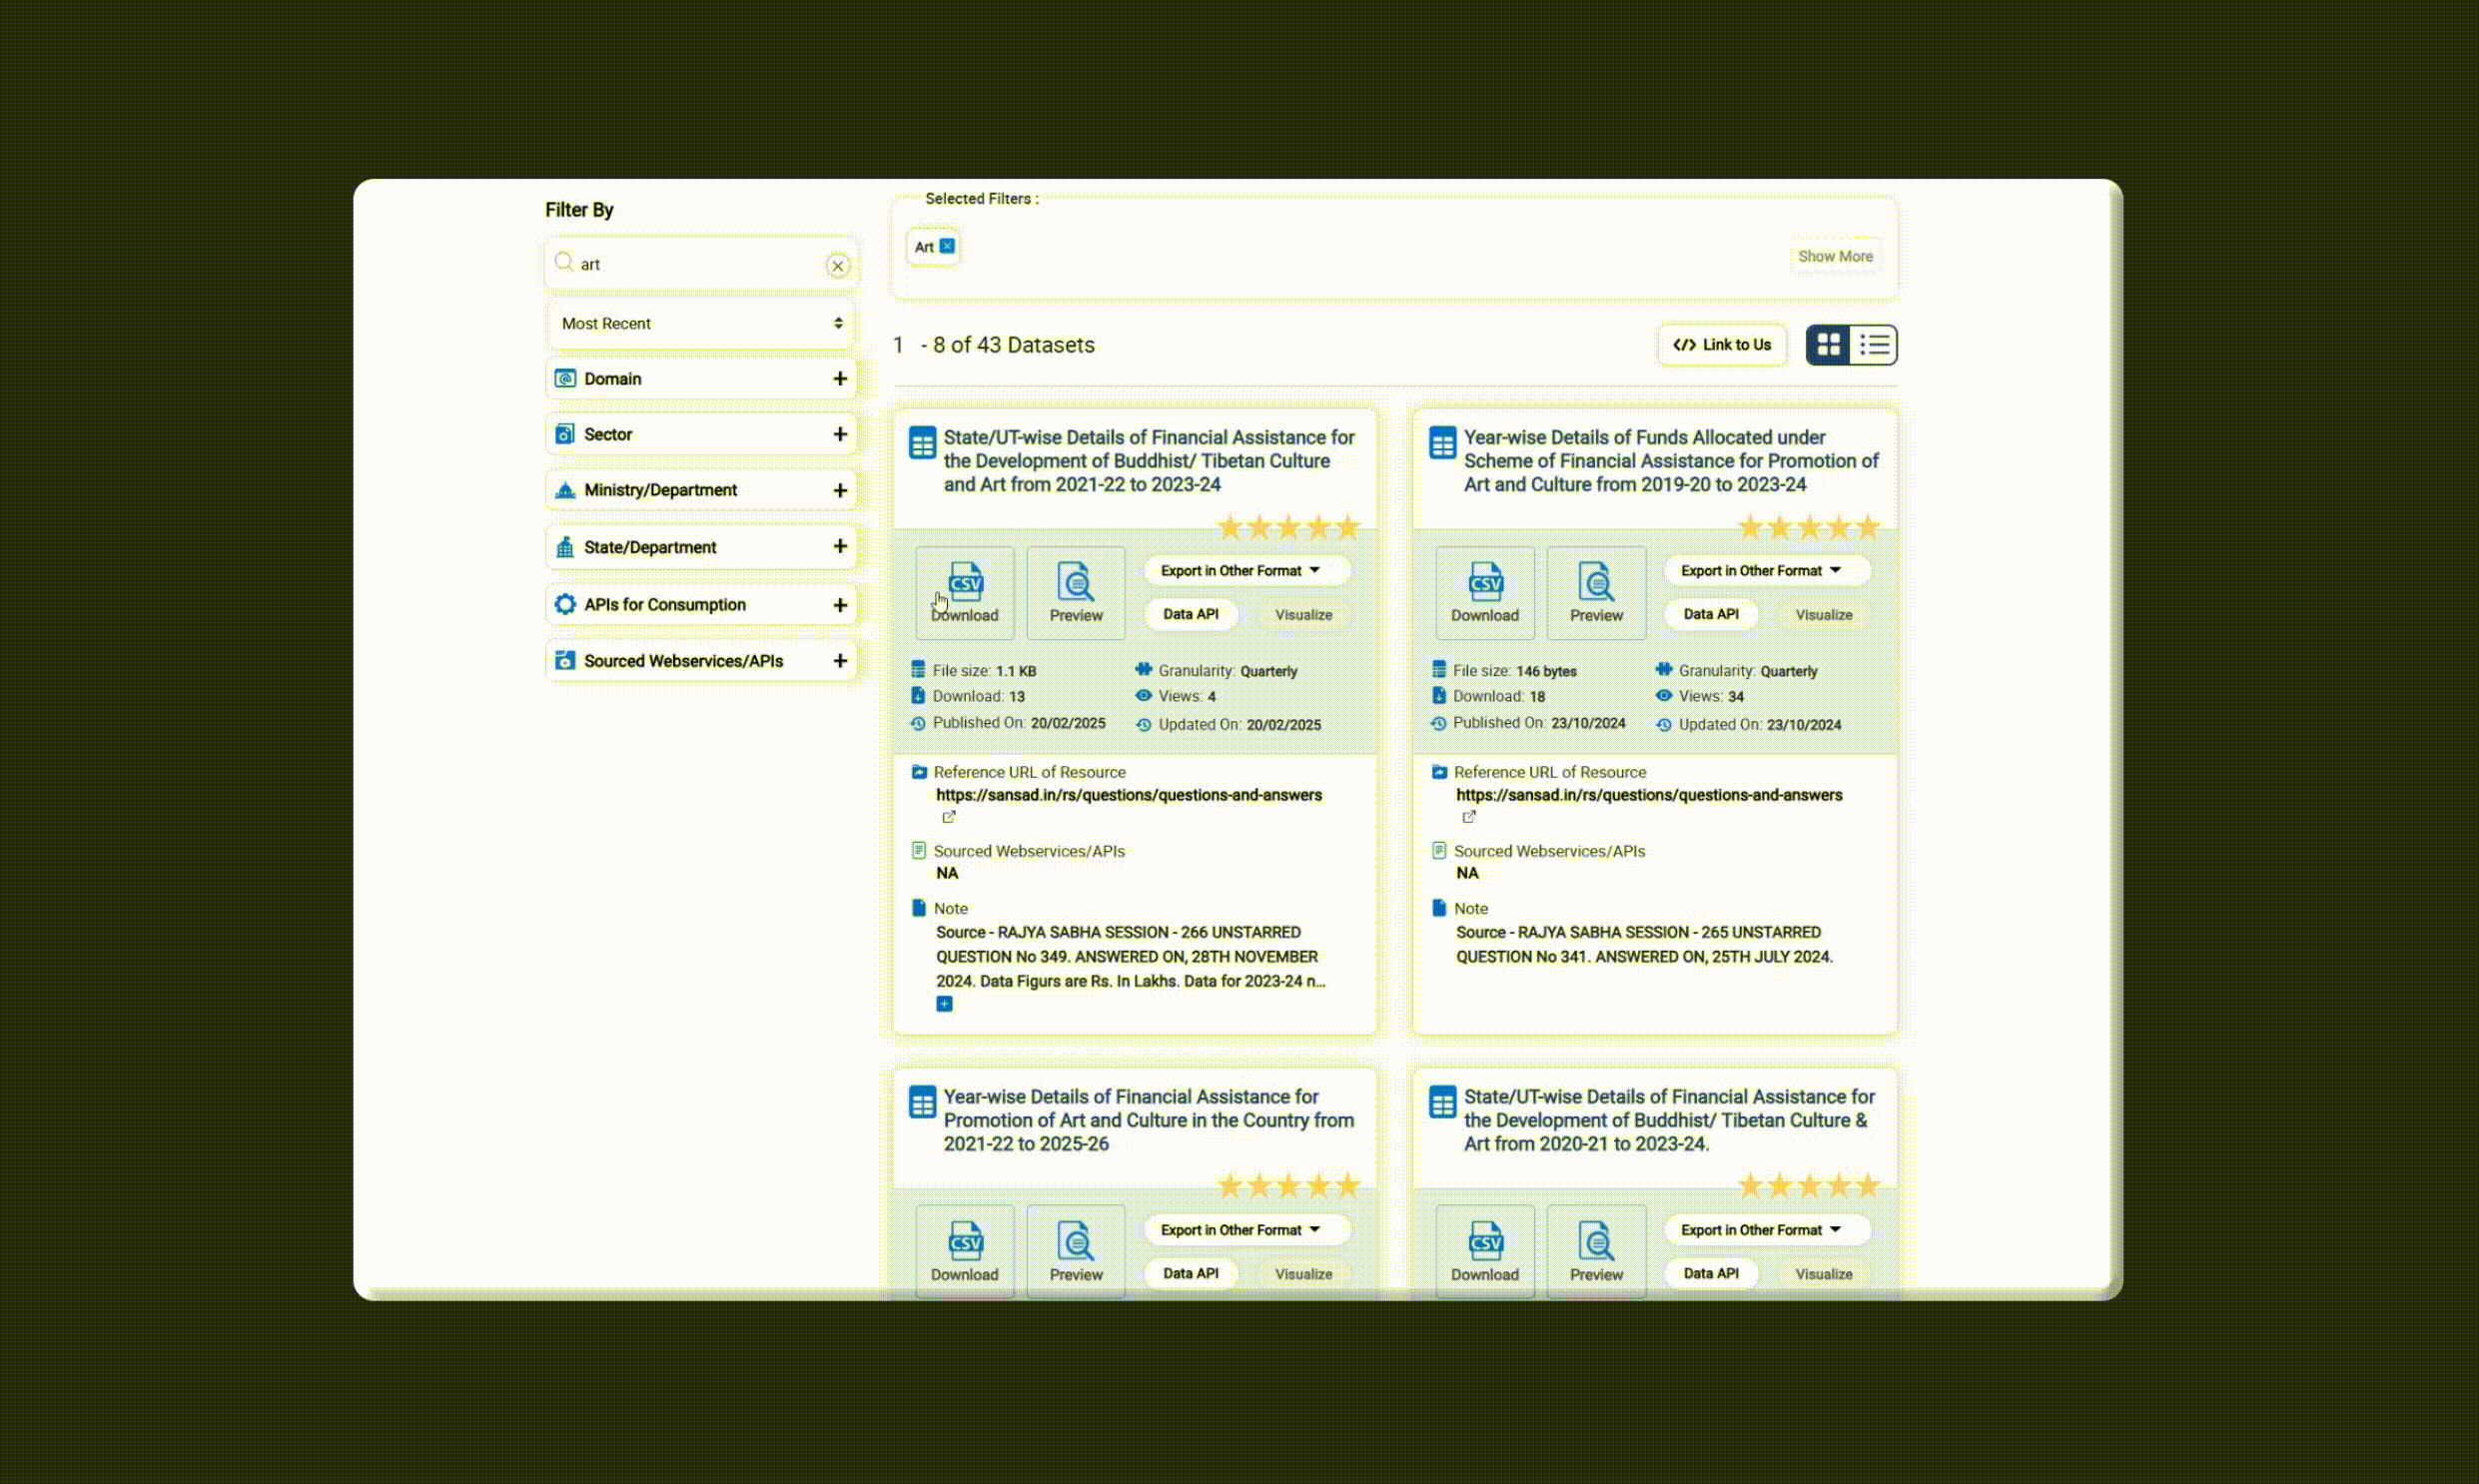 Filter By
art
Most Recent
Domain
Sector
Ministry/Department
State/Department
APIs for Consumption
Sourced Webservices/APIs
Selected Filters :
Art
Show More
1 - 8 of 43 Datasets
</> Link to Us
State/UT-wise Details of Financial Assistance for
the Development of Buddhist/ Tibetan Culture
and Art from 2021-22 to 2023-24
CSV
Download
Preview
Export in Other Format
Data API
Visualize
File size: 1.1 KB
Granularity: Quarterly
Download: 13
Views: 4
Published On: 20/02/2025
Updated On: 20/02/2025
Reference URL of Resource
https://sansad.in/rs/questions/questions-and-answers
Sourced Webservices/APIs
NA
Note
Source - RAJYA SABHA SESSION - 266 UNSTARRED
QUESTION No 349. ANSWERED ON, 28TH NOVEMBER
2024. Data Figurs are Rs. In Lakhs. Data for 2023-24 n...
Year-wise Details of Funds Allocated under
Scheme of Financial Assistance for Promotion of
Art and Culture from 2019-20 to 2023-24
CSV
Download
Preview
Export in Other Format
Data API
Visualize
File size: 146 bytes
Granularity: Quarterly
Download: 18
Views: 34
Published On: 23/10/2024
Updated On: 23/10/2024
Reference URL of Resource
https://sansad.in/rs/questions/questions-and-answers
Sourced Webservices/APIs
NA
Note
Source - RAJYA SABHA SESSION - 265 UNSTARRED
QUESTION No 341. ANSWERED ON, 25TH JULY 2024.
Year-wise Details of Financial Assistance for
Promotion of Art and Culture in the Country from
2021-22 to 2025-26
CSV
Download
Preview
Export in Other Format
Data API
Visualize
State/UT-wise Details of Financial Assistance for
the Development of Buddhist/ Tibetan Culture &
Art from 2020-21 to 2023-24.
CSV
Download
Preview
Export in Other Format
Data API
Visualize